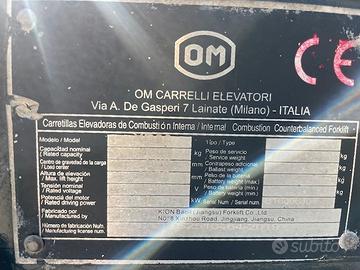 OM
CE
OM CARRELLI ELEVATORI
Via A. De Gasperi 7 Lainate (Milano) - ITALIA
Carretillas Elevadoras de Combustión Interna / Internal Combustion Counterbalanced Forklift
Modelo / Model Tipo / Type
Capacidad nominal / Rated capacity kg Peso de servicio / Service weight kg
Centro de gravedad de la carga / Load center mm Contrapeso adicional / Ballast weight kg
Altura de elevación / Max. lift height mm Peso de la batería / Battery weight (max.) kg
Tensión nominal / Rated voltage V Peso de la batería (min.) / Battery weight (min.) kg
Potencia del motor / Rated drive power kW Serial num. / Serial number
Fabricado por / Manufactured by KION Baoli (Jiangsu) Forklift Co., Ltd.
Xinzhou Road, Jingjiang, Jiangsu, China
Número de fabricación / Manufacturing license num.
subito